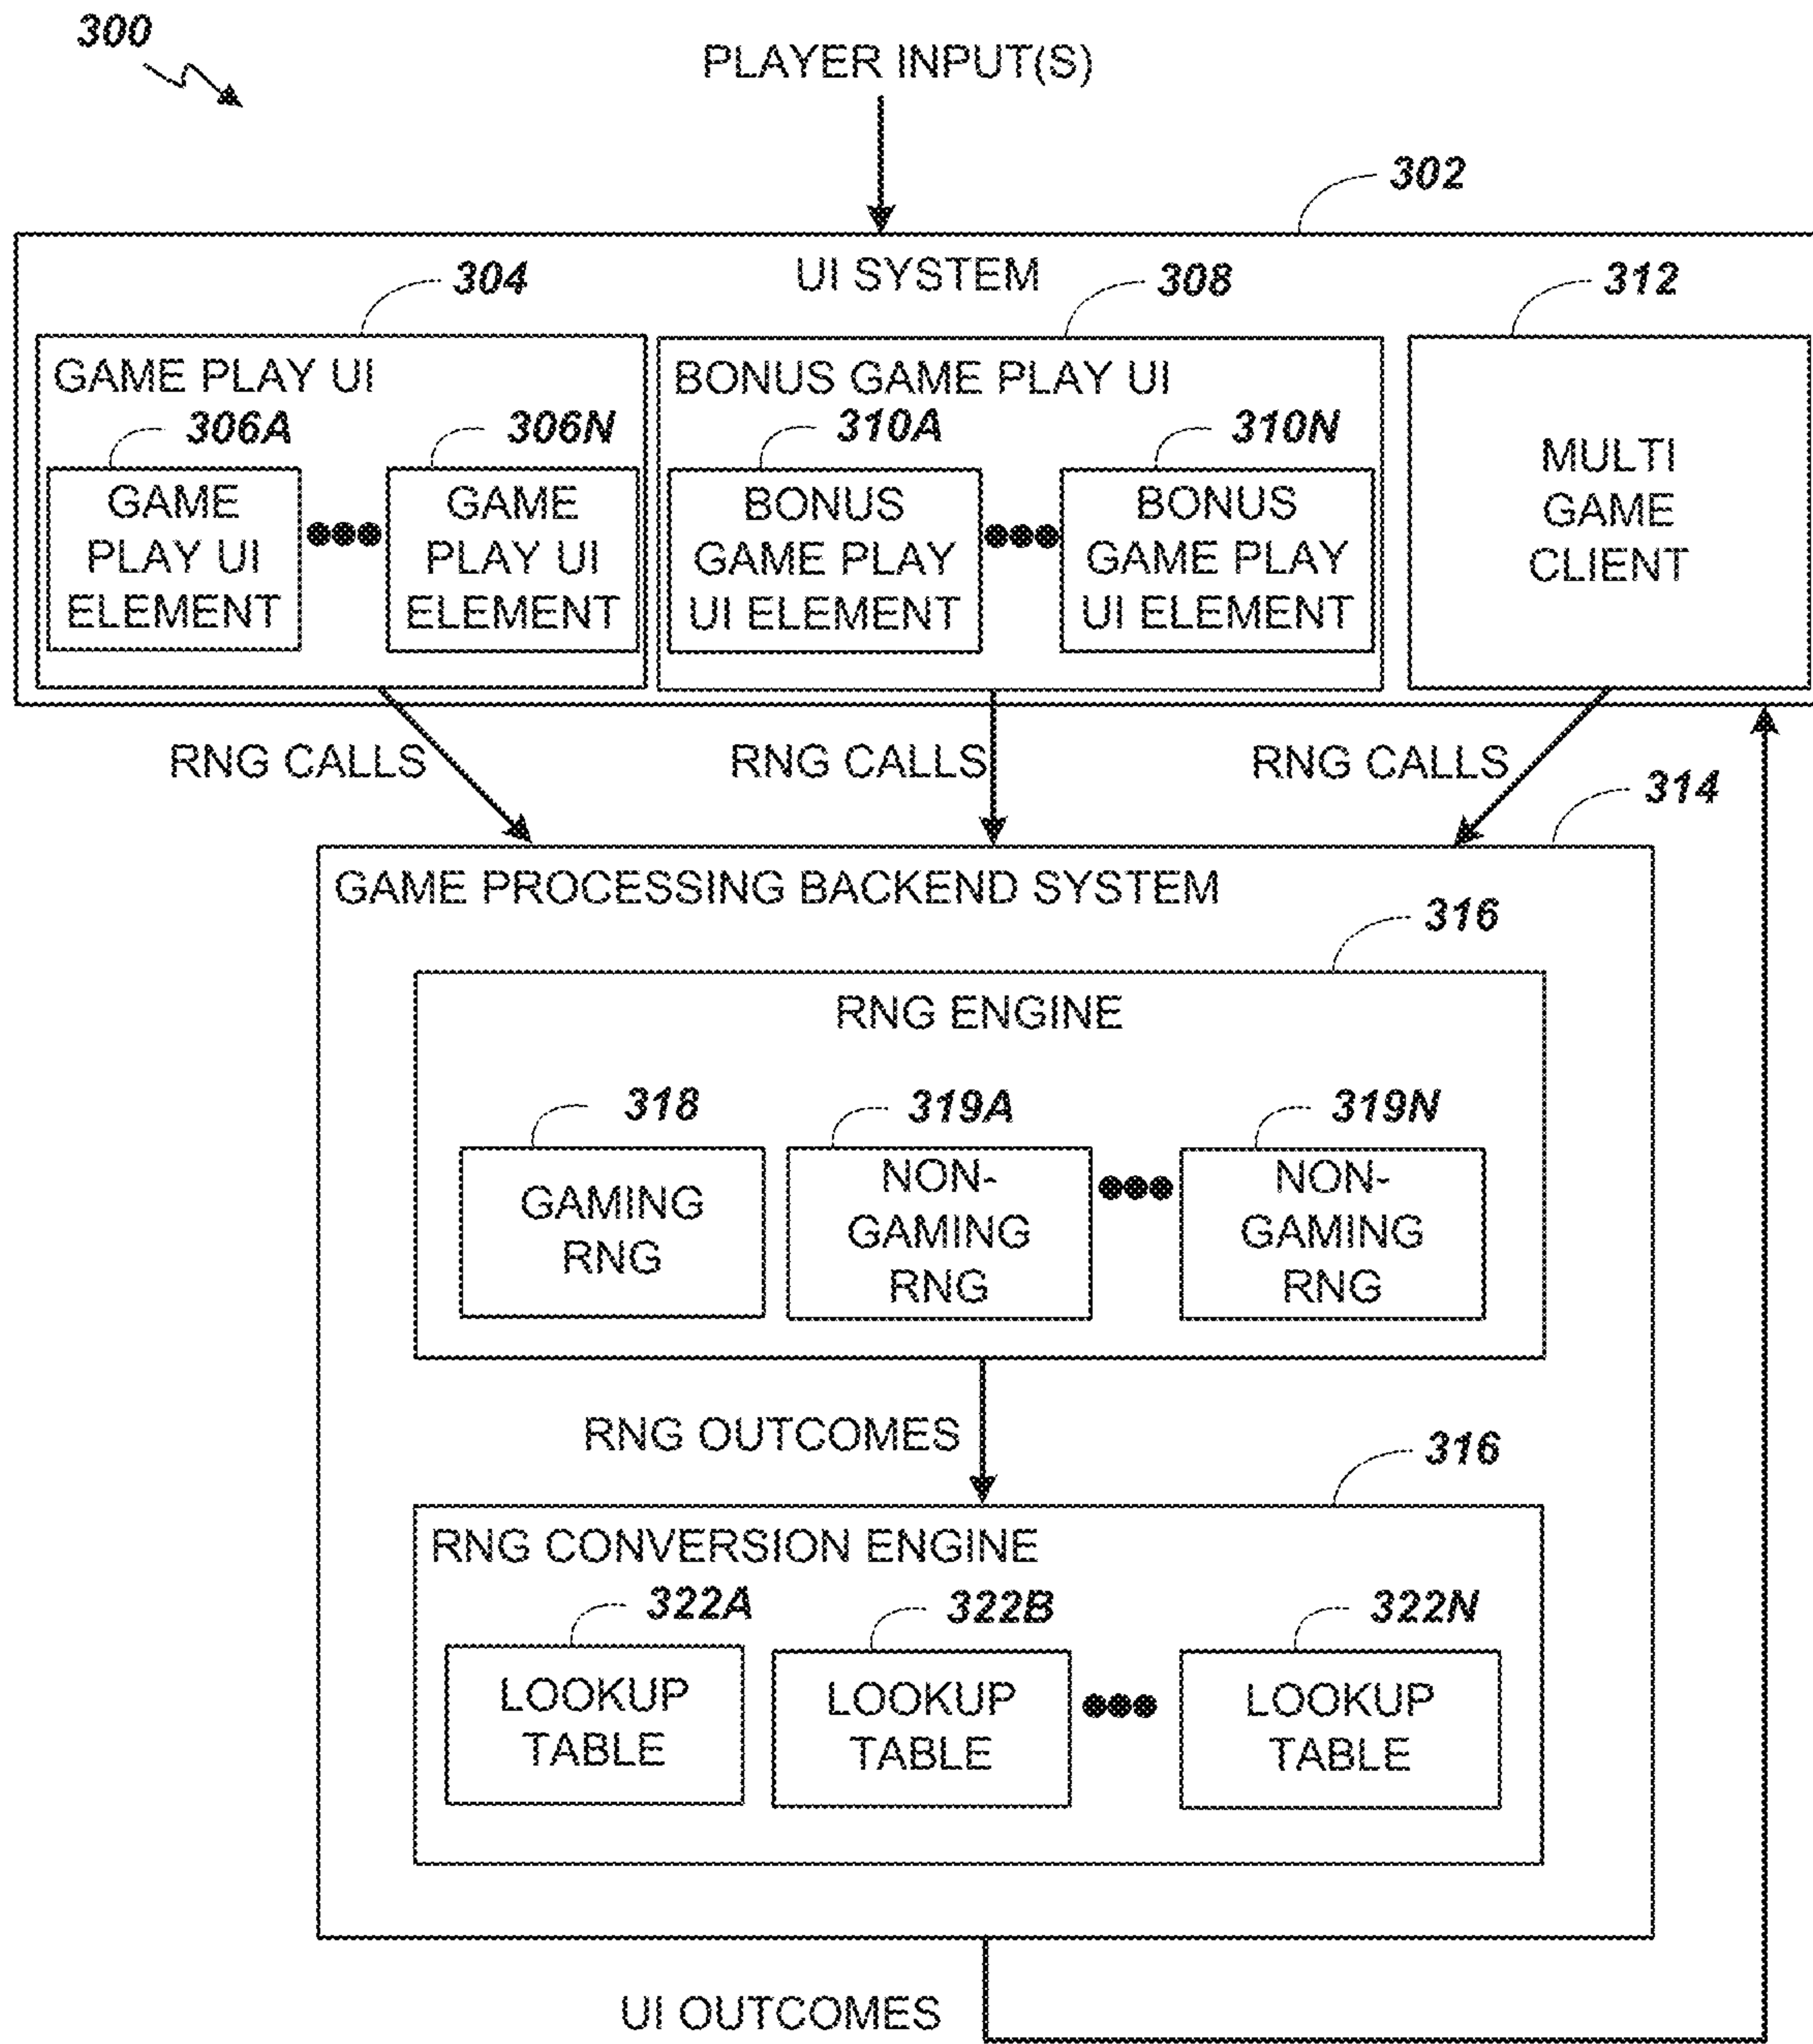 300
PLAYER INPUT(S)
302
UI SYSTEM
304
308
312
GAME PLAY UI
BONUS GAME PLAY UI
306A
306N
310A
310N
GAME
PLAY UI
ELEMENT
GAME
PLAY UI
ELEMENT
BONUS
GAME PLAY
UI ELEMENT
BONUS
GAME PLAY
UI ELEMENT
MULTI
GAME
CLIENT
RNG CALLS
RNG CALLS
RNG CALLS
314
GAME PROCESSING BACKEND SYSTEM
316
RNG ENGINE
318
319A
319N
GAMING
RNG
NON-
GAMING
RNG
NON-
GAMING
RNG
RNG OUTCOMES
316
RNG CONVERSION ENGINE
322A
322B
322N
LOOKUP
TABLE
LOOKUP
TABLE
LOOKUP
TABLE
UI OUTCOMES